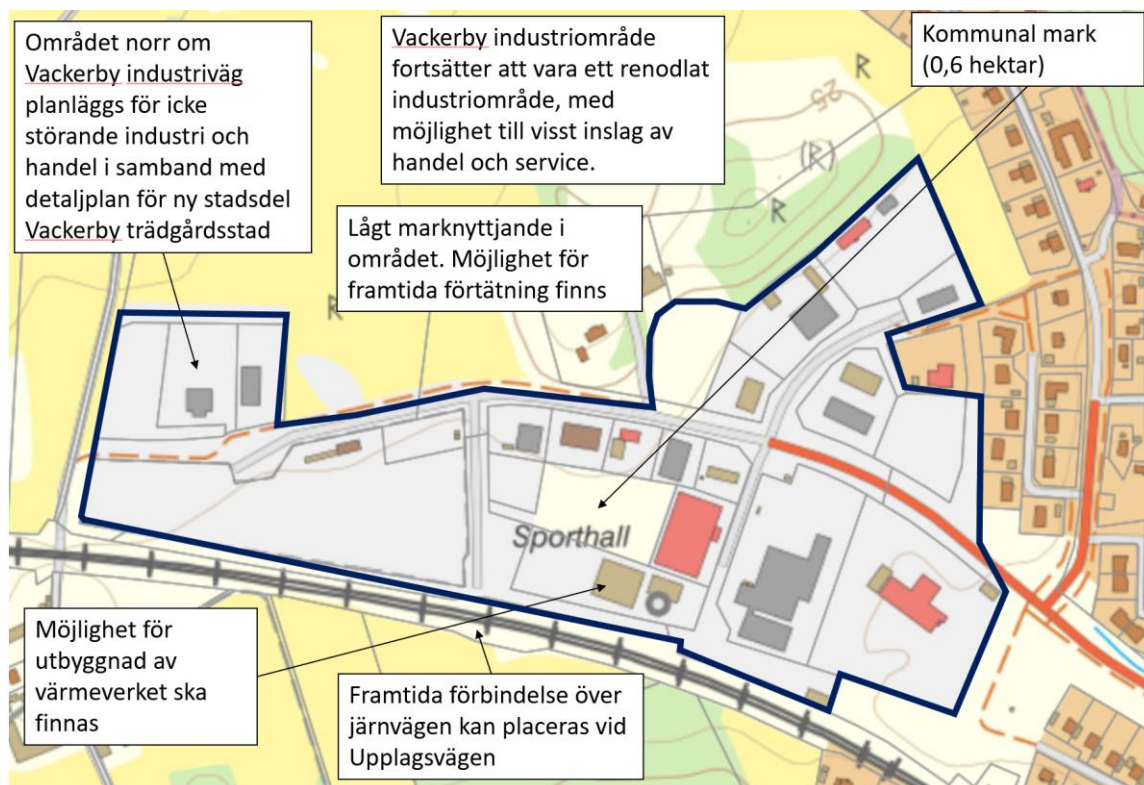 Området norr om
Vackerby industriväg
planläggs för icke
störande industri och
handel i samband med
detaljplan för ny stadsdel
Vackerby trädgårdsstad
Vackerby industriområde
fortsätter att vara ett renodlat
industriområde, med
möjlighet till visst inslag av
handel och service.
Kommunal mark
(0,6 hektar)
Lågt marknyttjande i
området. Möjlighet för
framtida förtätning finns
25
R
(R)
R
R
Sporthall
Möjlighet för
utbyggnad av
värmeverket ska
finnas
Framtida förbindelse över
järnvägen kan placeras vid
Upplagsvägen